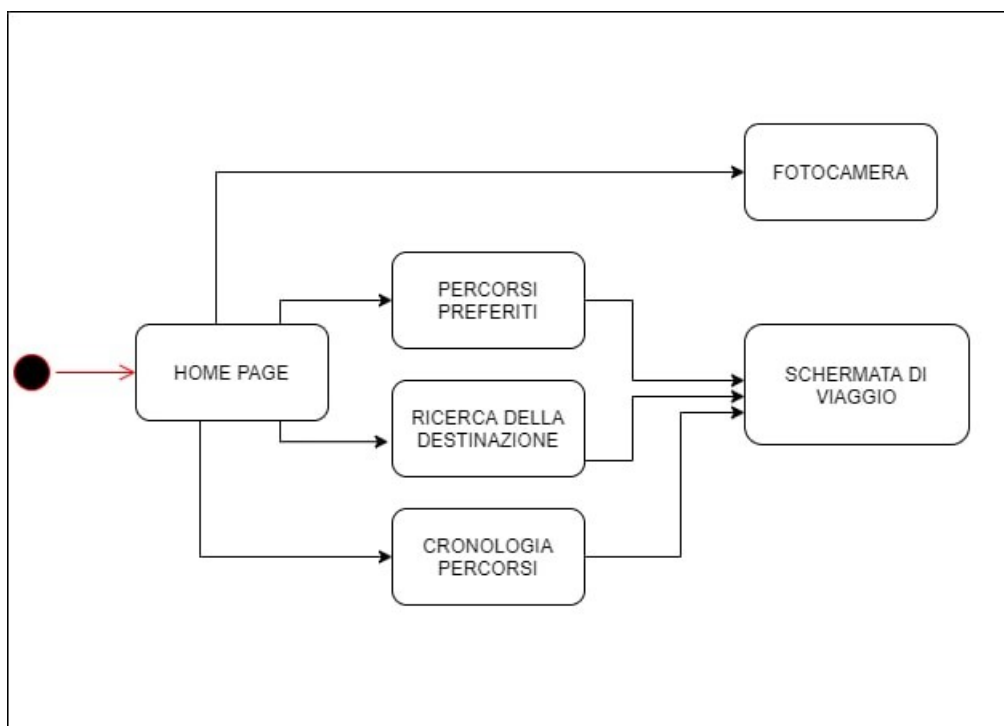 FOTOCAMERA
PERCORSI
PREFERITI
HOME PAGE
SCHERMATA DI
VIAGGIO
RICERCA DELLA
DESTINAZIONE
CRONOLOGIA
PERCORSI